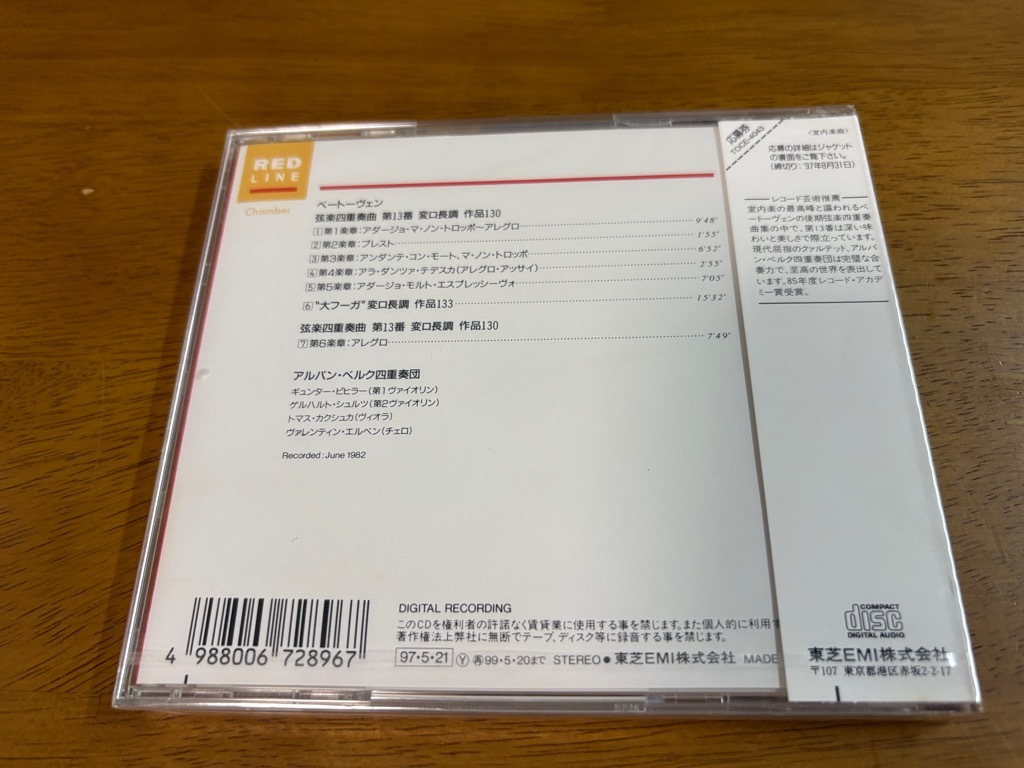 RED
LINE
Chamber
ベートーヴェン
弦楽四重奏曲 第13番 変ロ長調 作品130
1 第1楽章:アダージョ・マ・ノン・トロッポ〜アレグロ 9'48"
2 第2楽章:プレスト 1'55"
3 第3楽章:アンダンテ・コン・モート、マ・ノン・トロッポ 6'52"
4 第4楽章:アラ・ダンツァ・テデスカ(アレグロ・アッサイ) 2'55"
5 第5楽章:アダージョ・モルト・エスプレッシーヴォ 7'05"
6 "大フーガ" 変ロ長調 作品133 15'32"
弦楽四重奏曲 第13番 変ロ長調 作品130
7 第6楽章:アレグロ 7'49"
アルバン・ベルク四重奏団
ギュンター・ピヒラー(第1ヴァイオリン)
ゲルハルト・シュルツ(第2ヴァイオリン)
トマス・カクシュカ(ヴィオラ)
ヴァレンティン・エルベン(チェロ)
Recorded: June 1982
4 988006 728967
DIGITAL RECORDING
このCDを権利者の許諾なく賃貸業に使用する事を禁じます。また個人的に利用す
著作権法上弊社に無断でテープ、ディスク等に録音する事を禁じます。
97・5・21 Ⓨ 再99・5・20まで STEREO ● 東芝EMI株式会社 MADE
応募券
TOCE-4043
〈室内楽曲〉
応募の詳細はジャケット
の裏面をご覧下さい。
(締切り:'97年8月31日)
レコード芸術推薦
室内楽の最高峰と謳われるベ
ートーヴェンの後期弦楽四重奏
曲集の中で、第13番は深い味
わいと美しさで際立っています。
現代屈指のクァルテット、アルバ
ン・ベルク四重奏団は完璧な合
奏力で、至高の世界を表出して
います。85年度レコード・アカデ
ミー賞受賞。
COMPACT
disc
DIGITAL AUDIO
東芝EMI株式会社
〒107 東京都港区赤坂2-2-17